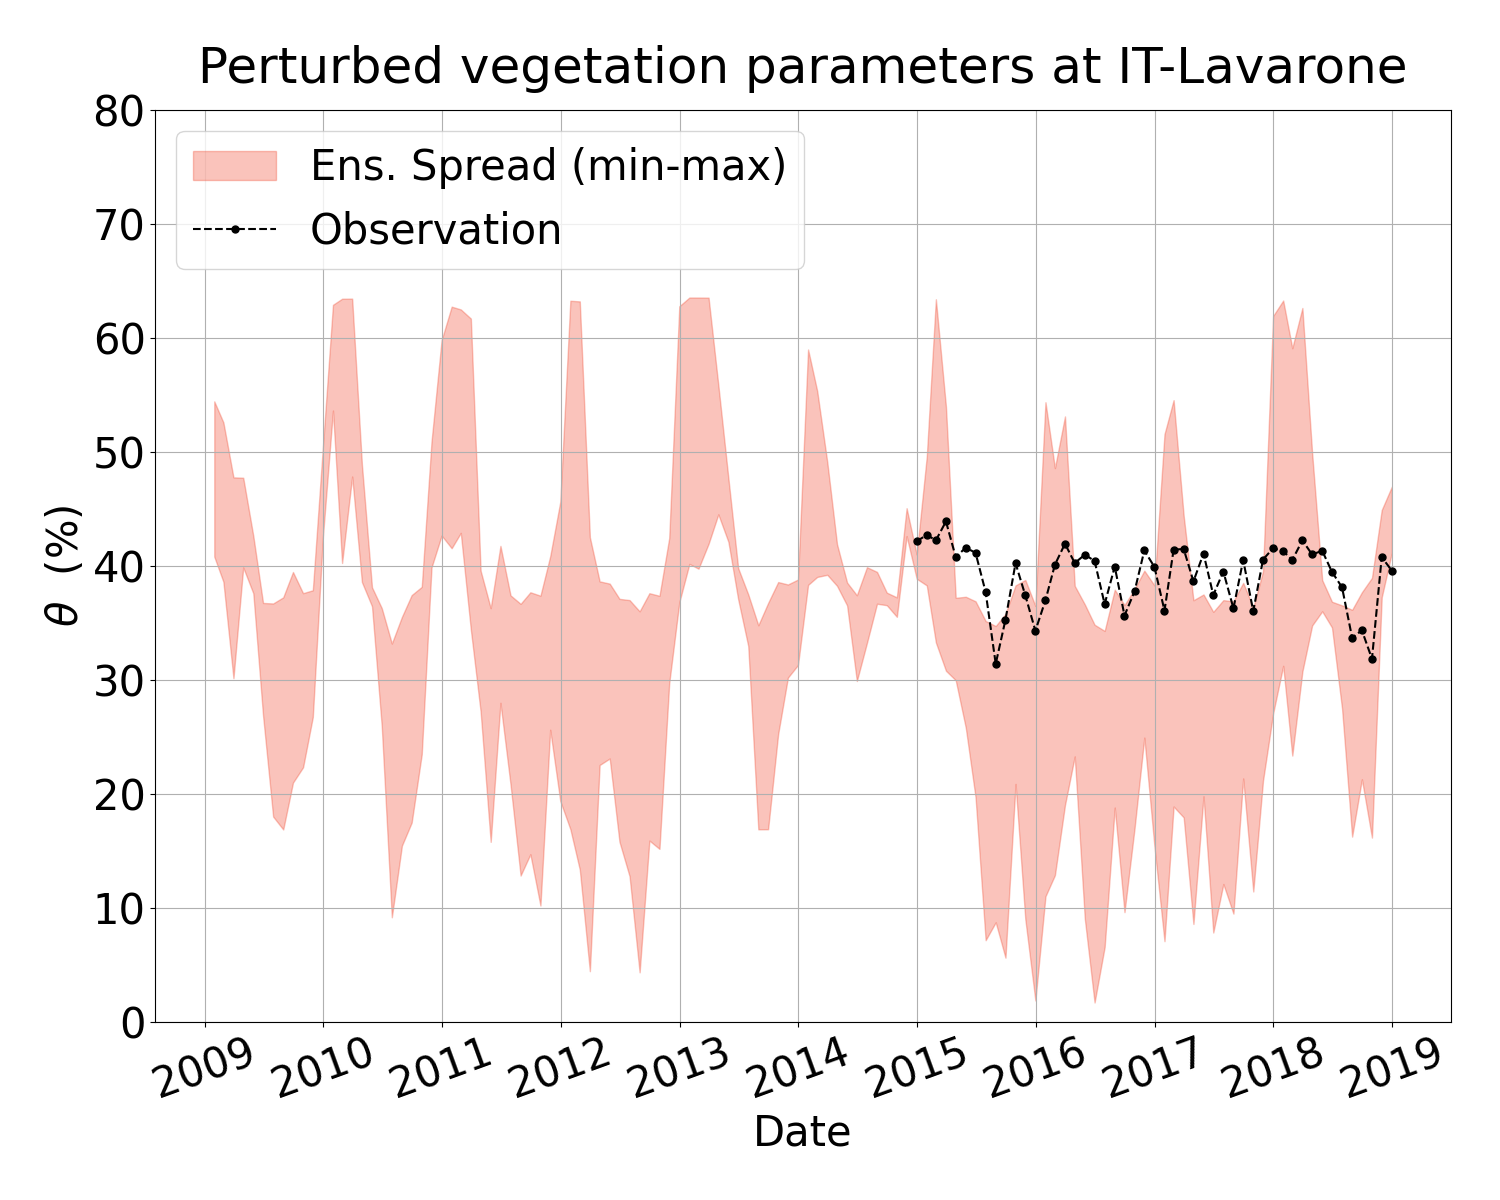 Perturbed vegetation parameters at IT-Lavarone
80
70
60
50
40
30
20
10
0
θ (%)
Ens. Spread (min-max)
Observation
2009 2010 2011 2012 2013 2014 2015 2016 2017 2018 2019
Date